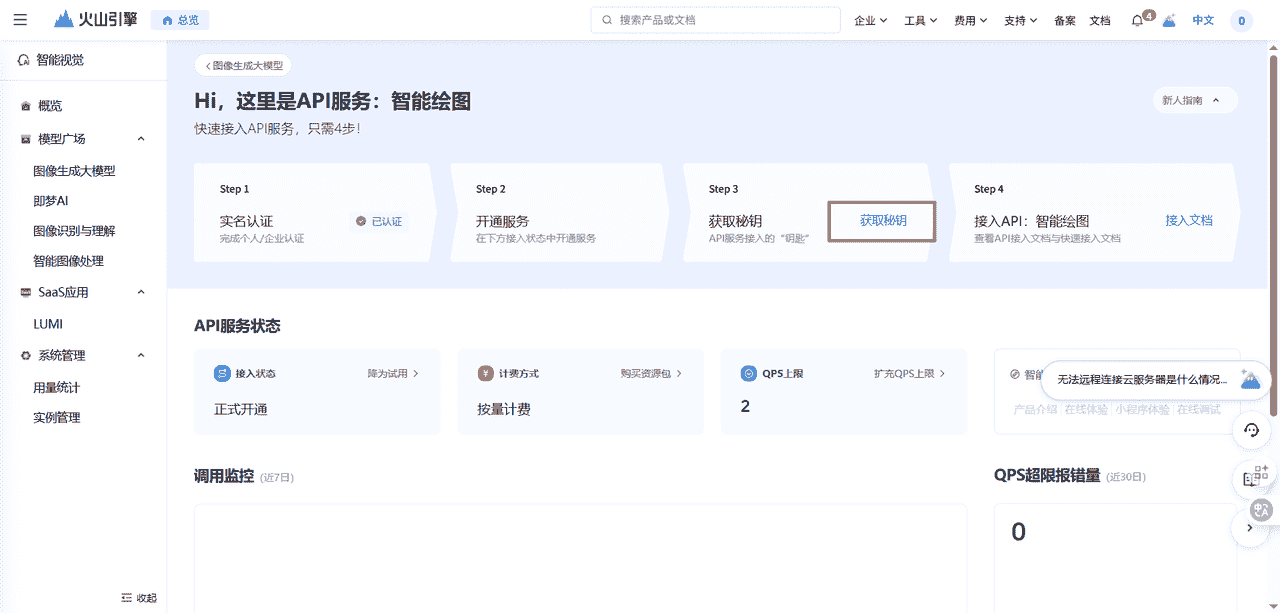 火山引擎 总览 搜索产品或文档 企业 工具 费用 支持 备案 文档 4 中文 0
智能视觉
概览
模型广场
图像生成大模型
即梦AI
图像识别与理解
智能图像处理
SaaS应用
LUMI
系统管理
用量统计
实例管理
收起
图像生成大模型
Hi，这里是API服务：智能绘图
快速接入API服务，只需4步！
新人指南
Step 1
实名认证
已认证
完成个人/企业认证
Step 2
开通服务
在下方接入状态中开通服务
Step 3
获取秘钥
获取秘钥
API服务接入的“钥匙”
Step 4
接入API：智能绘图
接入文档
查看API接入文档与快速接入文档
API服务状态
接入状态 降为试用
正式开通
¥ 计费方式 购买资源包
按量计费
QPS上限 扩充QPS上限
2
智能
无法远程连接云服务器是什么情况...
产品介绍 在线体验 小程序体验 在线调试
调用监控 (近7日)
QPS超限报错量 (近30日)
0